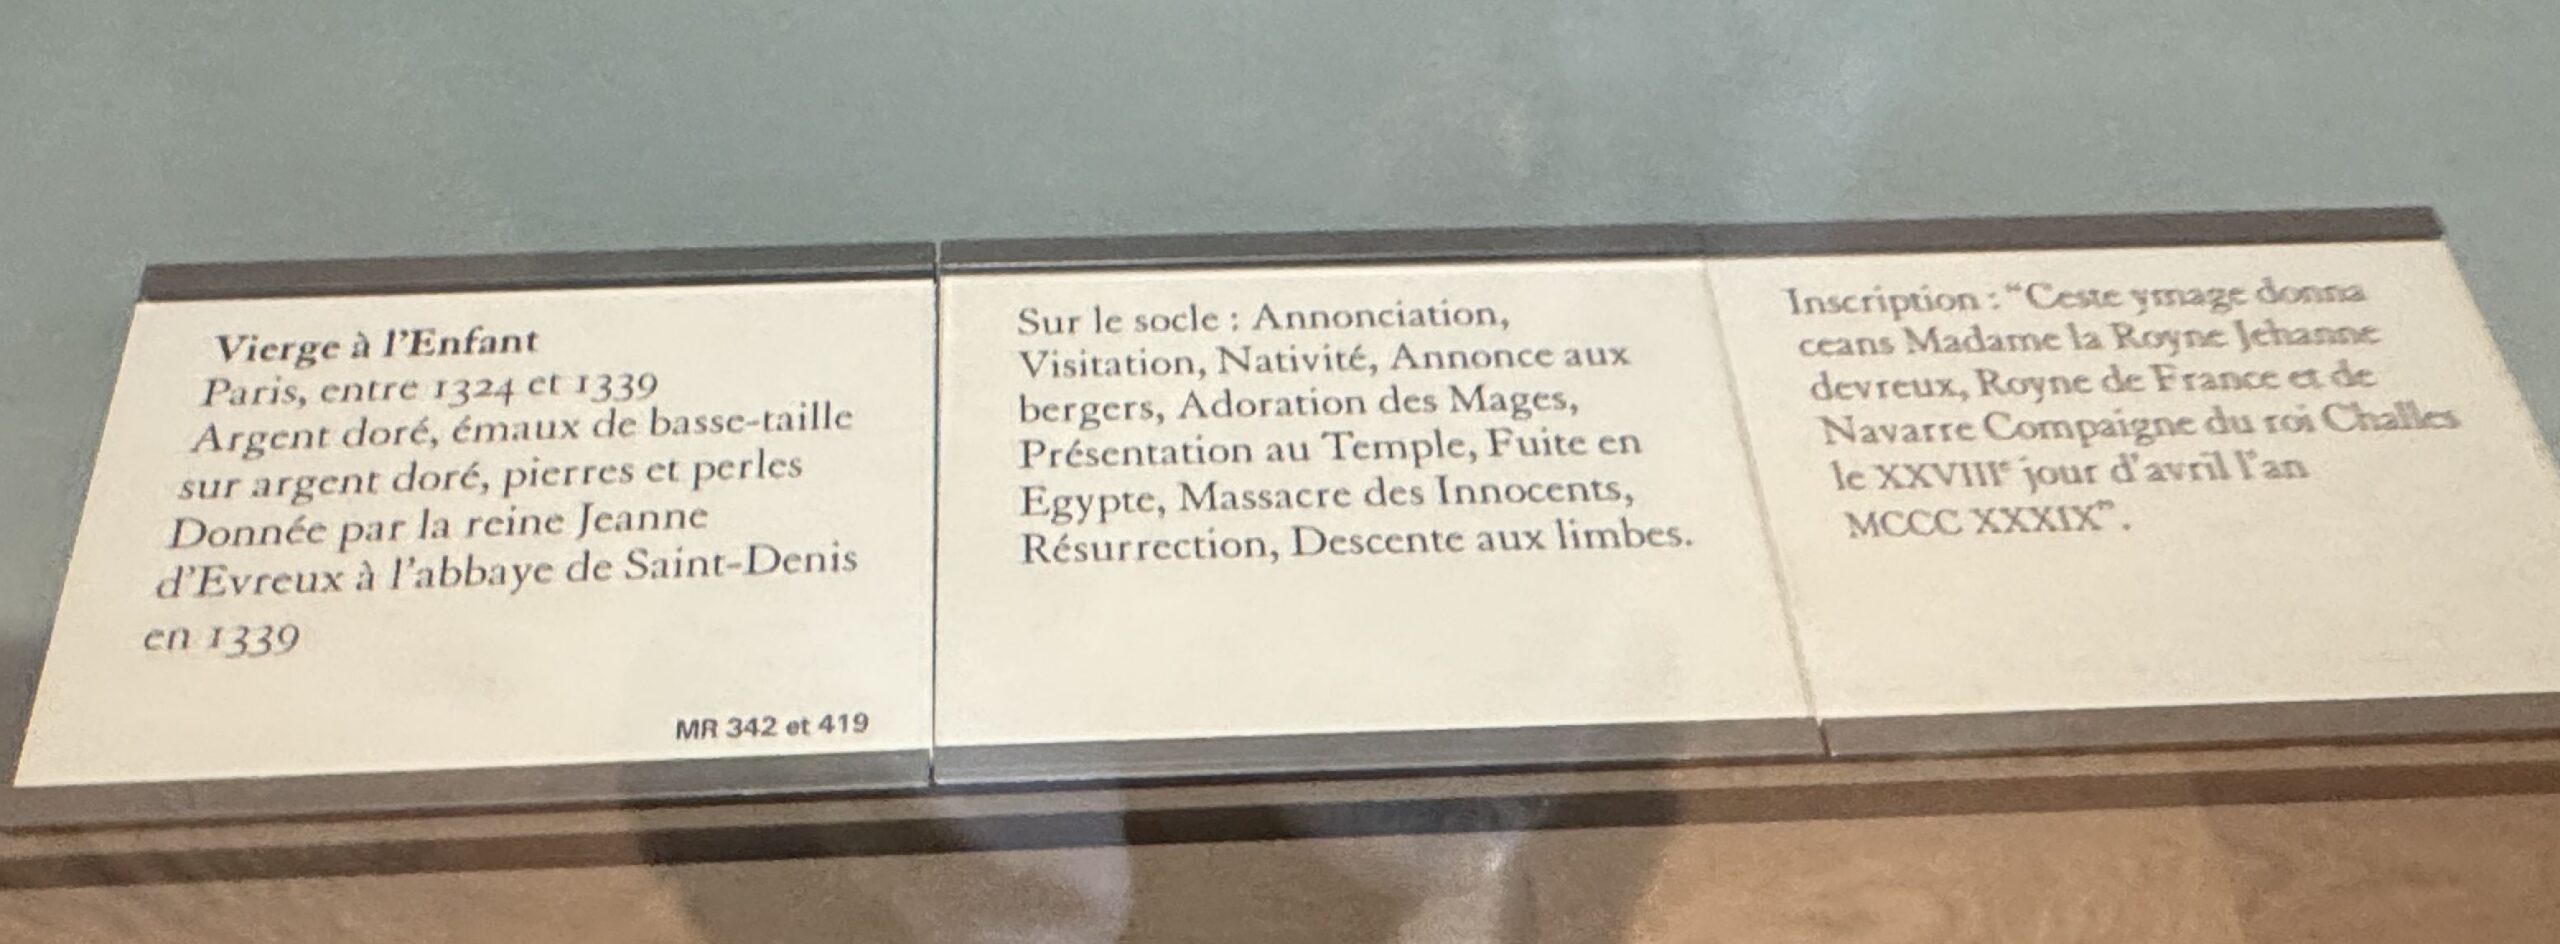 Vierge à l'Enfant
Paris, entre 1324 et 1339
Argent doré, émaux de basse-taille
sur argent doré, pierres et perles
Donnée par la reine Jeanne
d'Evreux à l'abbaye de Saint-Denis
en 1339
MR 342 et 419
Sur le socle : Annonciation,
Visitation, Nativité, Annonce aux
bergers, Adoration des Mages,
Présentation au Temple, Fuite en
Egypte, Massacre des Innocents,
Résurrection, Descente aux limbes.
Inscription : "Ceste ymage donna
ceans Madame la Royne Jehanne
devreux, Royne de France et de
Navarre Compaigne du roi Challes
le XXVIIIᵉ jour d'avril l'an
MCCC XXXIX".